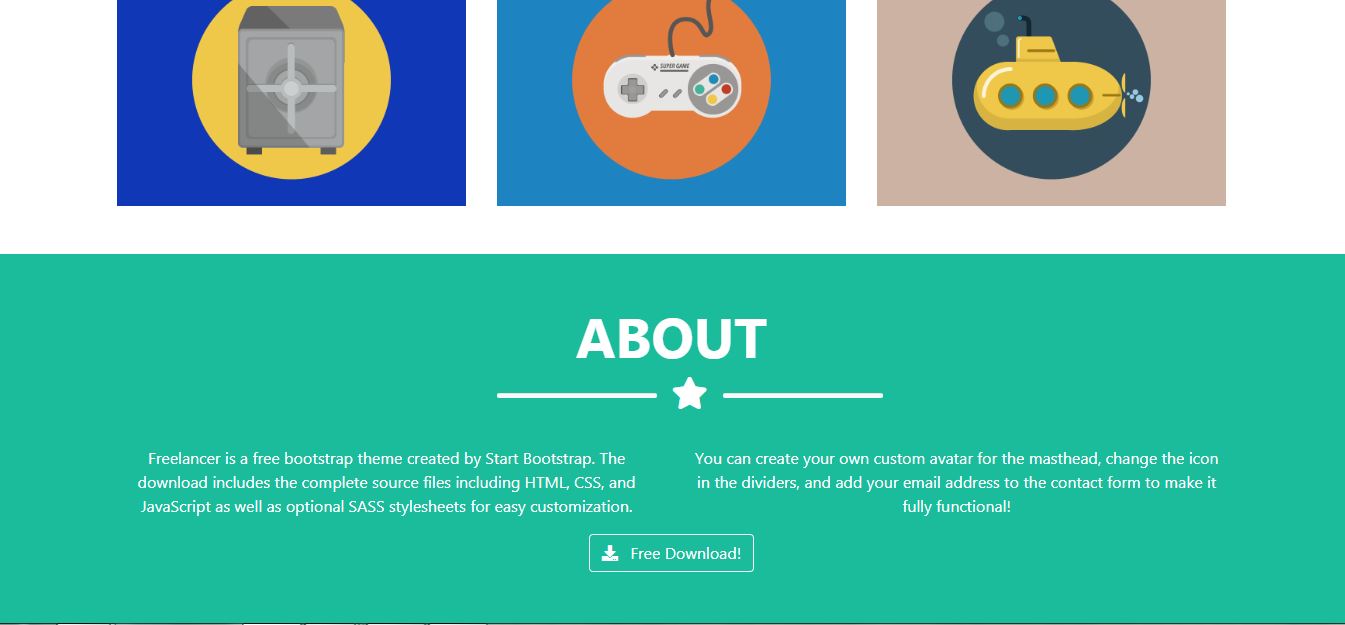 SUPER GAME
ABOUT
Freelancer is a free bootstrap theme created by Start Bootstrap. The
download includes the complete source files including HTML, CSS, and
JavaScript as well as optional SASS stylesheets for easy customization.
You can create your own custom avatar for the masthead, change the icon
in the dividers, and add your email address to the contact form to make it
fully functional!
Free Download!